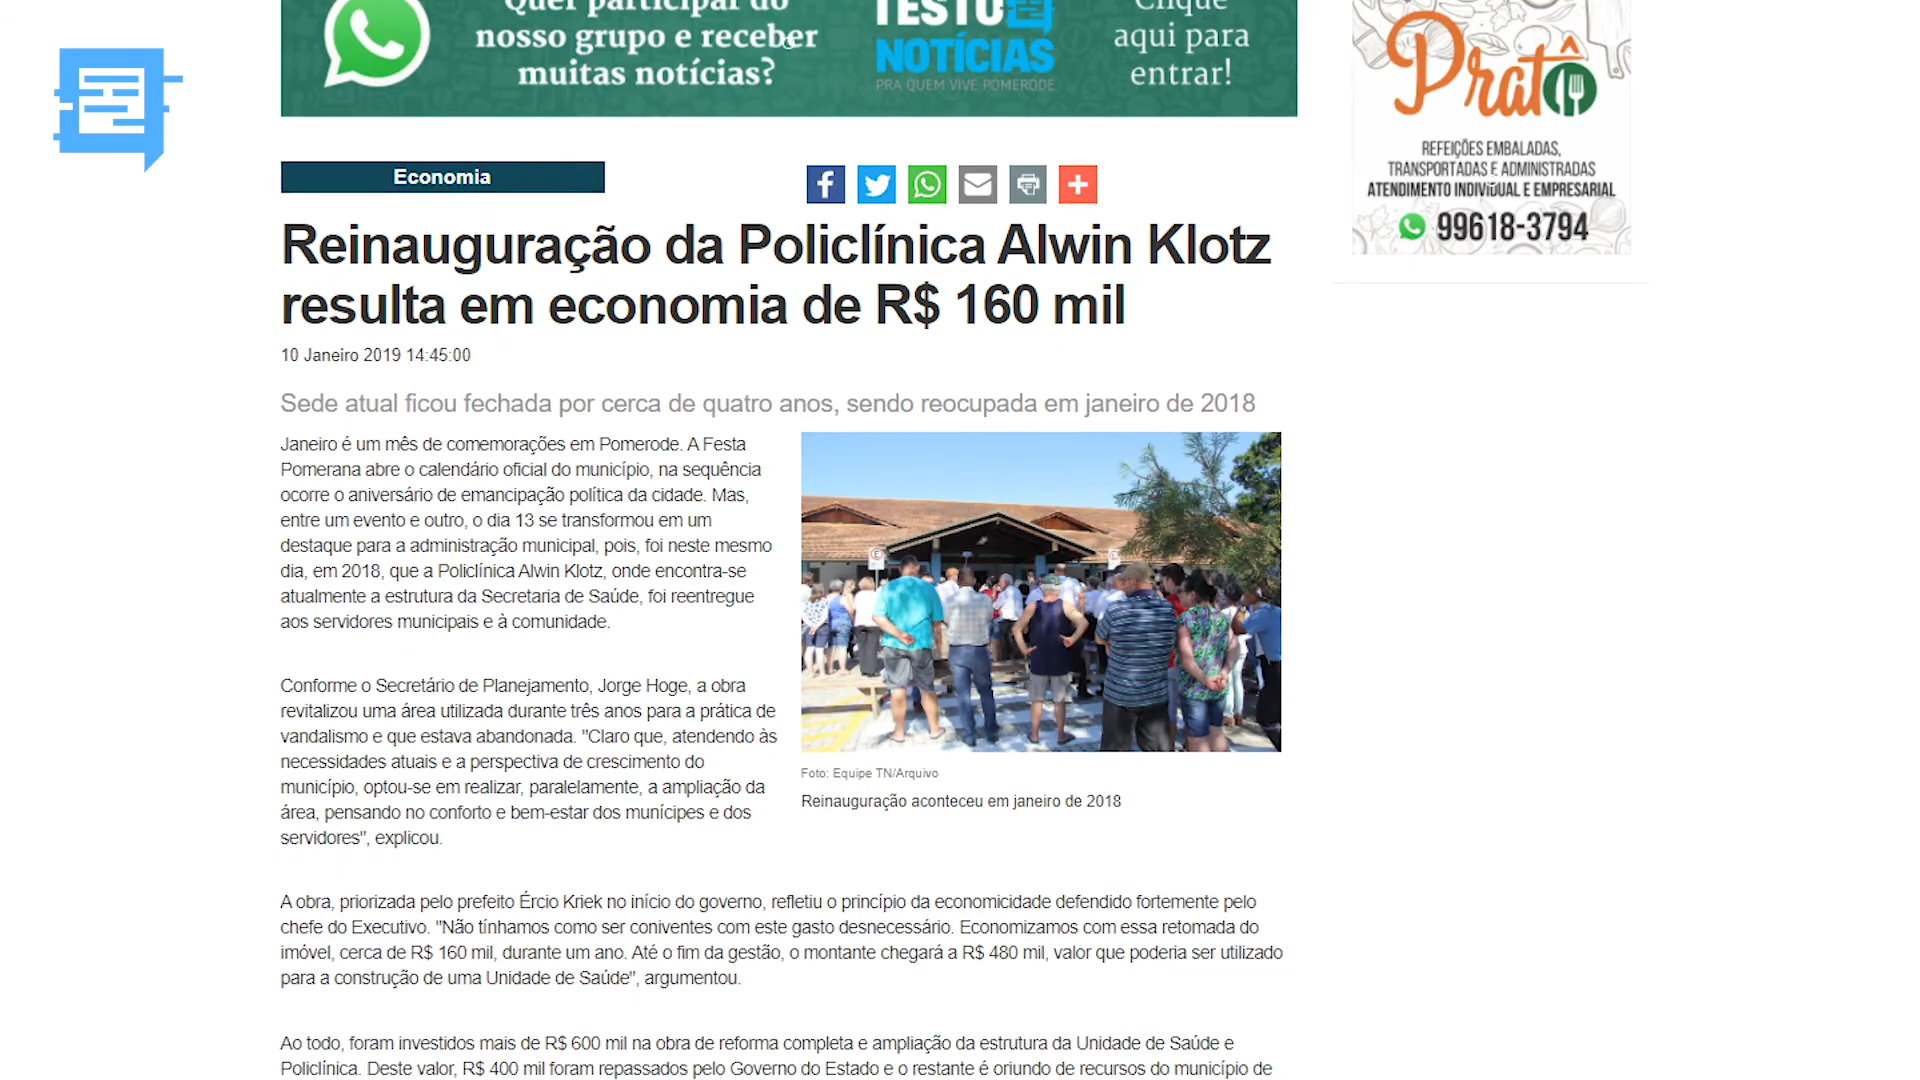 Quer participar do
nosso grupo e receber
muitas notícias?
TESTO
NOTÍCIAS
PRA QUEM VIVE POMERODE
Clique
aqui para
entrar!
Pratô
REFEIÇÕES EMBALADAS,
TRANSPORTADAS E ADMINISTRADAS
ATENDIMENTO INDIVIDUAL E EMPRESARIAL
99618-3794
Economia
Reinauguração da Policlínica Alwin Klotz
resulta em economia de R$ 160 mil
10 Janeiro 2019 14:45:00
Sede atual ficou fechada por cerca de quatro anos, sendo reocupada em janeiro de 2018
Janeiro é um mês de comemorações em Pomerode. A Festa
Pomerana abre o calendário oficial do município, na sequência
ocorre o aniversário de emancipação política da cidade. Mas,
entre um evento e outro, o dia 13 se transformou em um
destaque para a administração municipal, pois, foi neste mesmo
dia, em 2018, que a Policlínica Alwin Klotz, onde encontra-se
atualmente a estrutura da Secretaria de Saúde, foi reentregue
aos servidores municipais e à comunidade.
Conforme o Secretário de Planejamento, Jorge Hoge, a obra
revitalizou uma área utilizada durante três anos para a prática de
vandalismo e que estava abandonada. "Claro que, atendendo às
necessidades atuais e a perspectiva de crescimento do
município, optou-se em realizar, paralelamente, a ampliação da
área, pensando no conforto e bem-estar dos munícipes e dos
servidores", explicou.
Foto: Equipe TN/Arquivo
Reinauguração aconteceu em janeiro de 2018
A obra, priorizada pelo prefeito Ércio Kriek no início do governo, refletiu o princípio da economicidade defendido fortemente pelo
chefe do Executivo. "Não tínhamos como ser coniventes com este gasto desnecessário. Economizamos com essa retomada do
imóvel, cerca de R$ 160 mil, durante um ano. Até o fim da gestão, o montante chegará a R$ 480 mil, valor que poderia ser utilizado
para a construção de uma Unidade de Saúde", argumentou.
Ao todo, foram investidos mais de R$ 600 mil na obra de reforma completa e ampliação da estrutura da Unidade de Saúde e
Policlínica. Deste valor, R$ 400 mil foram repassados pelo Governo do Estado e o restante é oriundo de recursos do município de